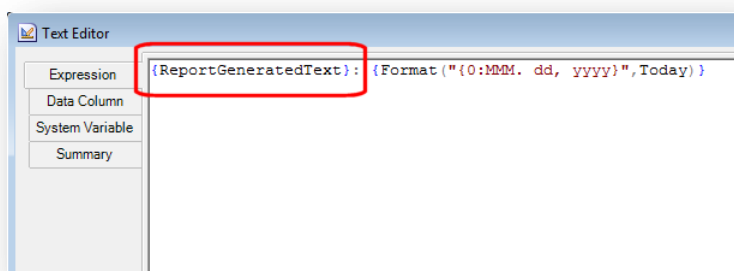 Text Editor
Expression
{ReportGeneratedText}: {Format("{0:MMM. dd, yyyy}",Today)}
Data Column
System Variable
Summary